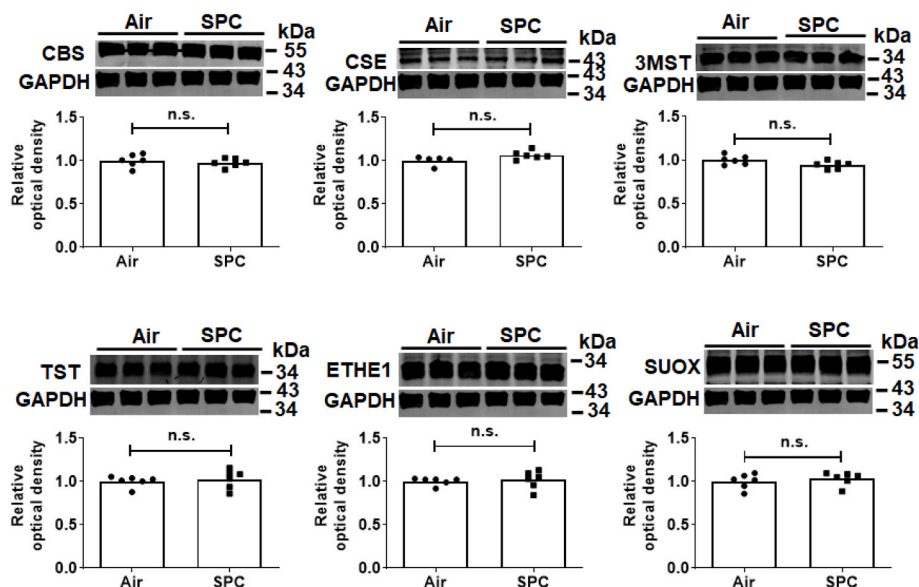 Air SPC kDa
CBS 55
GAPDH 43
34
n.s.
Relative optical density
1.5
1.0
0.5
0.0
Air SPC
Air SPC kDa
CSE 43
GAPDH 43
34
n.s.
Relative optical density
1.5
1.0
0.5
0.0
Air SPC
Air SPC kDa
3MST 34
GAPDH 43
34
n.s.
Relative optical density
1.5
1.0
0.5
0.0
Air SPC
Air SPC kDa
TST 34
GAPDH 43
34
n.s.
Relative optical density
1.5
1.0
0.5
0.0
Air SPC
Air SPC kDa
34
ETHE1
GAPDH 43
34
n.s.
Relative optical density
1.5
1.0
0.5
0.0
Air SPC
Air SPC kDa
SUOX 55
GAPDH 43
34
n.s.
Relative optical density
1.5
1.0
0.5
0.0
Air SPC